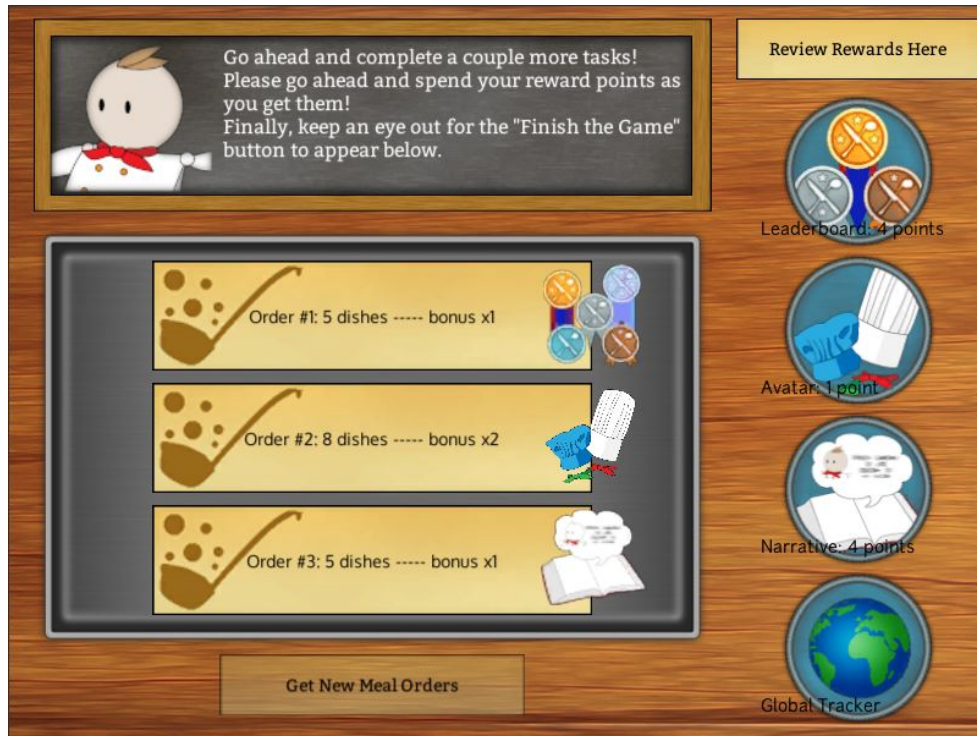 Go ahead and complete a couple more tasks!
Please go ahead and spend your reward points as
you get them!
Finally, keep an eye out for the "Finish the Game"
button to appear below.
Review Rewards Here
Leaderboard: 4 points
Order #1: 5 dishes ----- bonus x1
Avatar: 1 point
Order #2: 8 dishes ----- bonus x2
Narrative: 4 points
Order #3: 5 dishes ----- bonus x1
Get New Meal Orders
Global Tracker